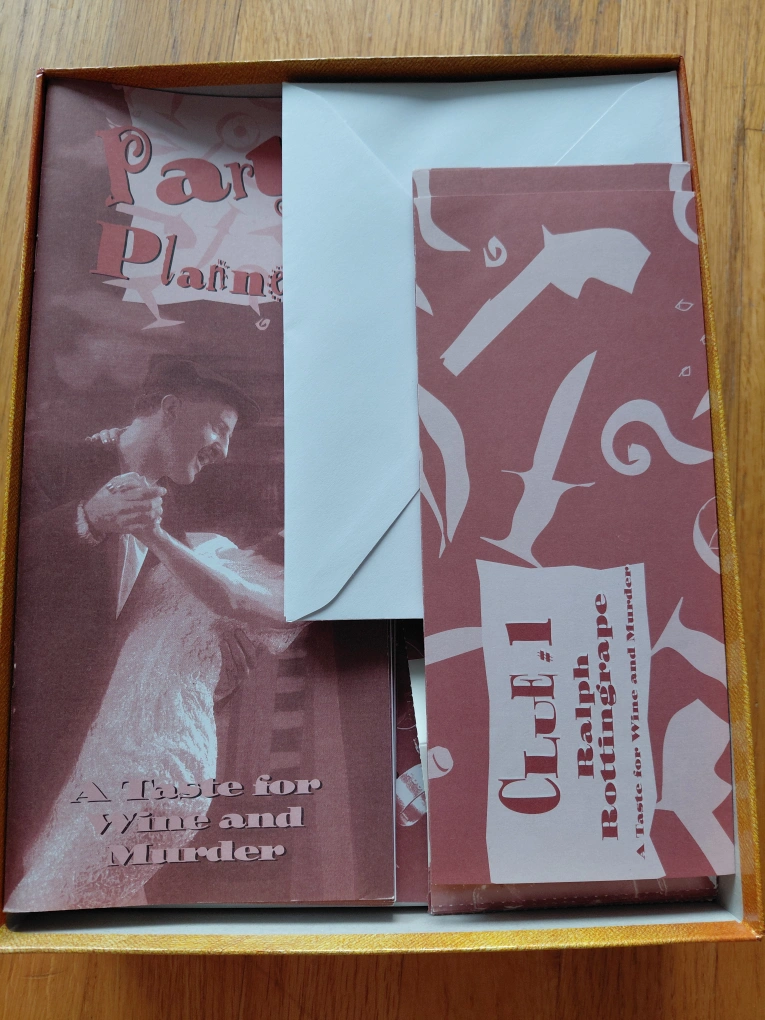 Part
Plann
A Taste for
Wine and
Murder
CLUE #1
Ralph
Rottingrape
A Taste for Wine and Murder